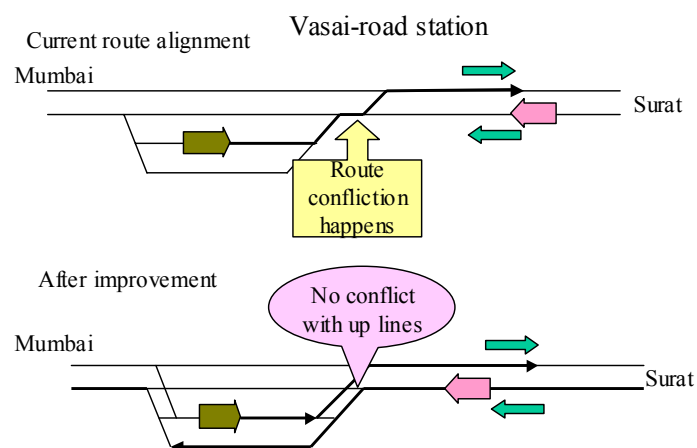 Vasai-road station
Current route alignment
Mumbai
Surat
Route
confliction
happens
After improvement
No conflict
with up lines
Mumbai
Surat